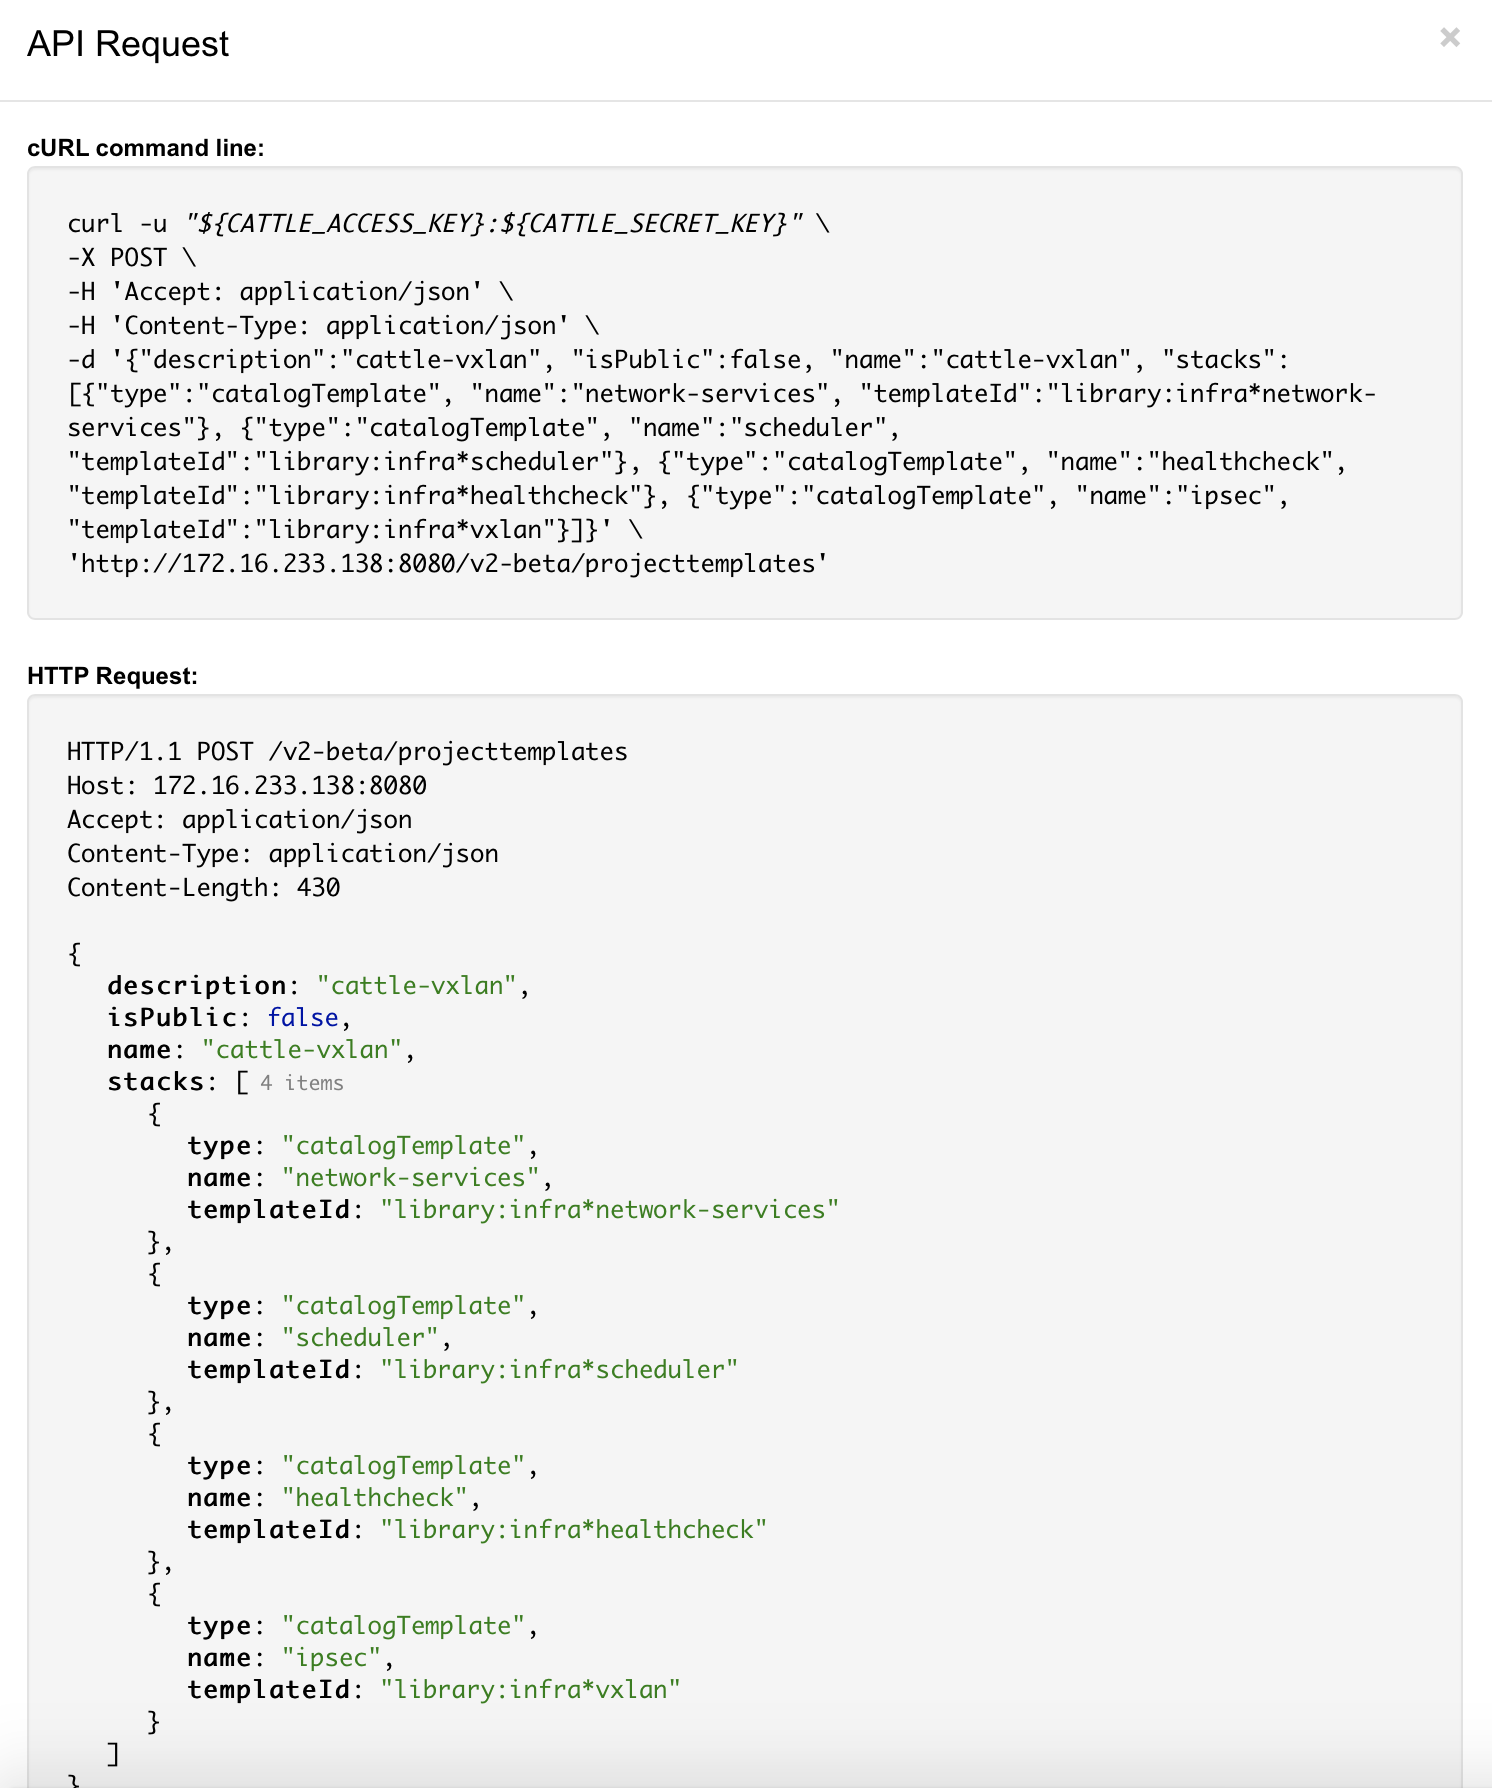 API Request
×
cURL command line:
curl -u "${CATTLE_ACCESS_KEY}:${CATTLE_SECRET_KEY}" \
-X POST \
-H 'Accept: application/json' \
-H 'Content-Type: application/json' \
-d '{"description":"cattle-vxlan", "isPublic":false, "name":"cattle-vxlan", "stacks":
[{"type":"catalogTemplate", "name":"network-services", "templateId":"library:infra*network-
services"}, {"type":"catalogTemplate", "name":"scheduler",
"templateId":"library:infra*scheduler"}, {"type":"catalogTemplate", "name":"healthcheck",
"templateId":"library:infra*healthcheck"}, {"type":"catalogTemplate", "name":"ipsec",
"templateId":"library:infra*vxlan"}]}' \
'http://172.16.233.138:8080/v2-beta/projecttemplates'
HTTP Request:
HTTP/1.1 POST /v2-beta/projecttemplates
Host: 172.16.233.138:8080
Accept: application/json
Content-Type: application/json
Content-Length: 430
{
description: "cattle-vxlan",
isPublic: false,
name: "cattle-vxlan",
stacks: [ 4 items
{
type: "catalogTemplate",
name: "network-services",
templateId: "library:infra*network-services"
},
{
type: "catalogTemplate",
name: "scheduler",
templateId: "library:infra*scheduler"
},
{
type: "catalogTemplate",
name: "healthcheck",
templateId: "library:infra*healthcheck"
},
{
type: "catalogTemplate",
name: "ipsec",
templateId: "library:infra*vxlan"
}
]
}